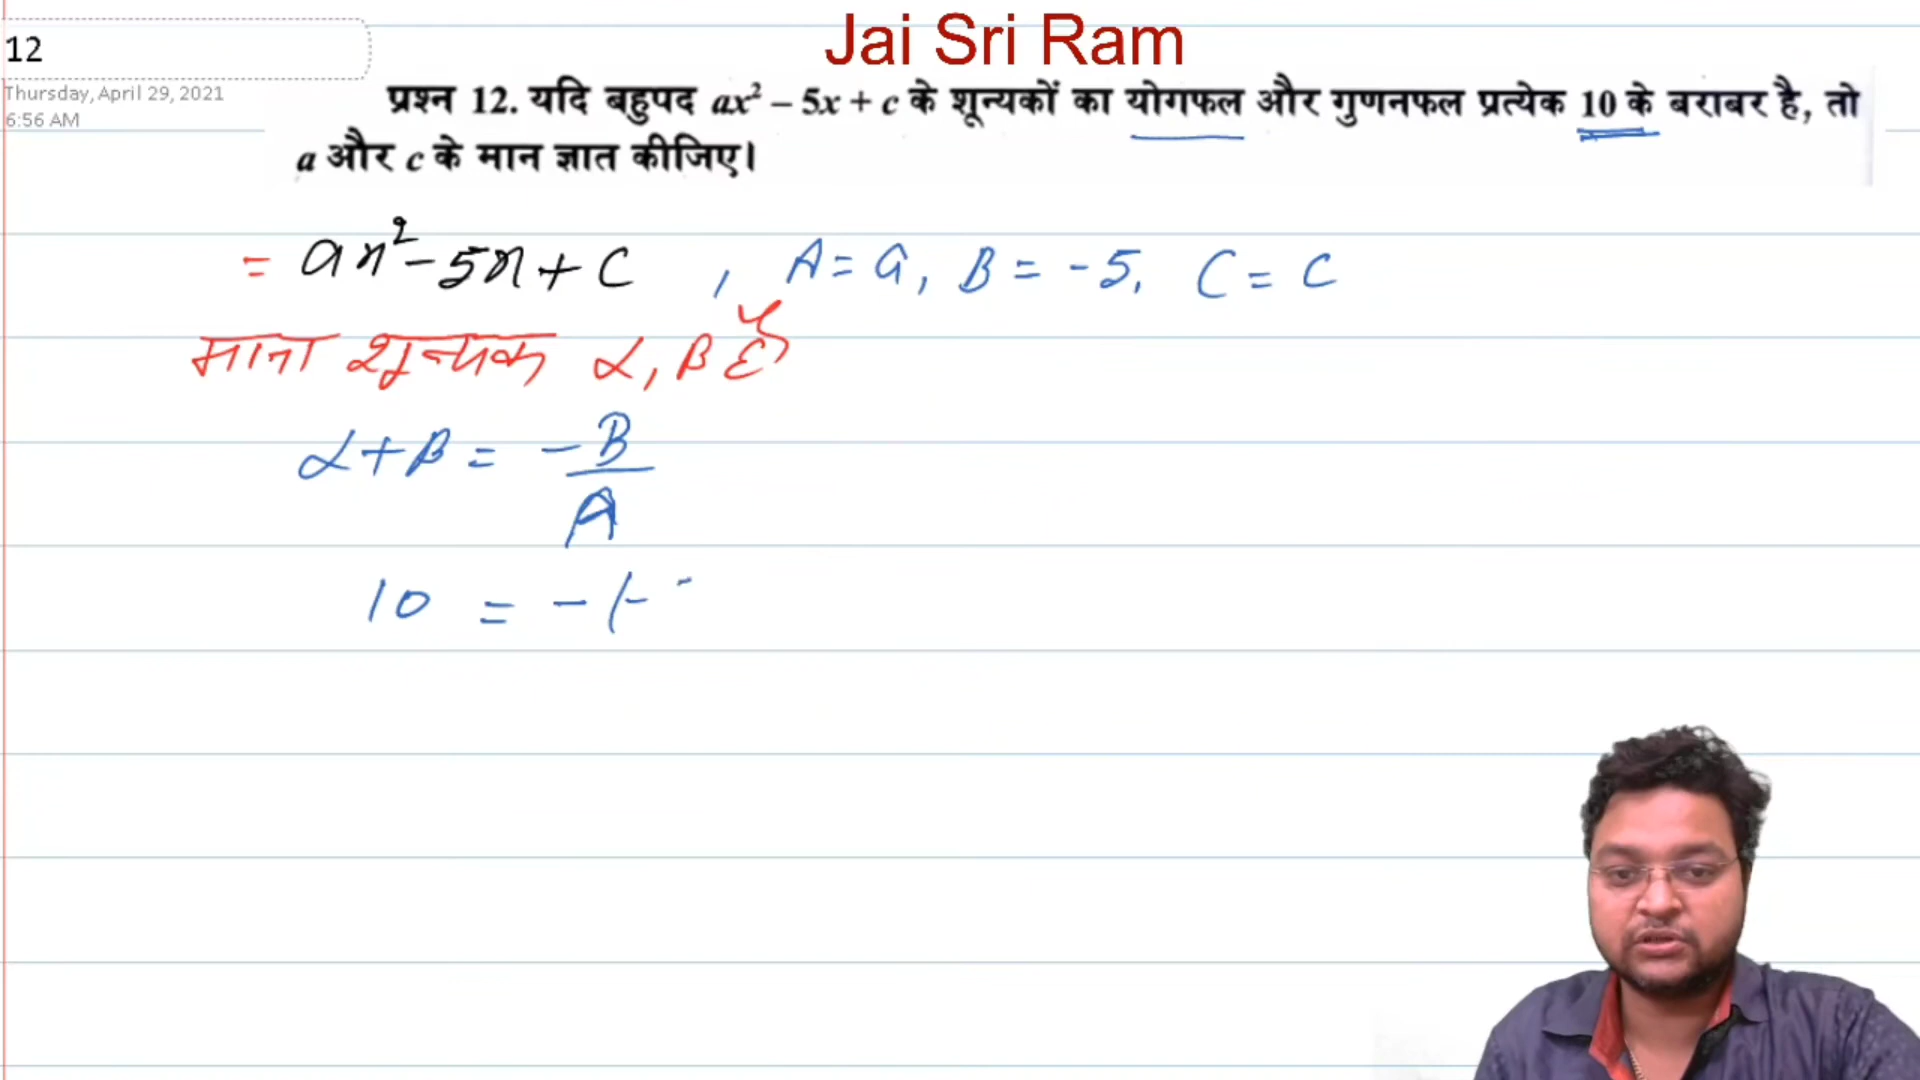 Jai Sri Ram
12
Thursday, April 29, 2021
6:56 AM
प्रश्न 12. यदि बहुपद ax² – 5x + c के शून्यकों का योगफल और गुणनफल प्रत्येक 10 के बराबर है, तो
a और c के मान ज्ञात कीजिए।
= ax² - 5x + c , A = a, B = -5, C = c
माना शून्यक α, β है
α + β = -B/A
10 = - (-